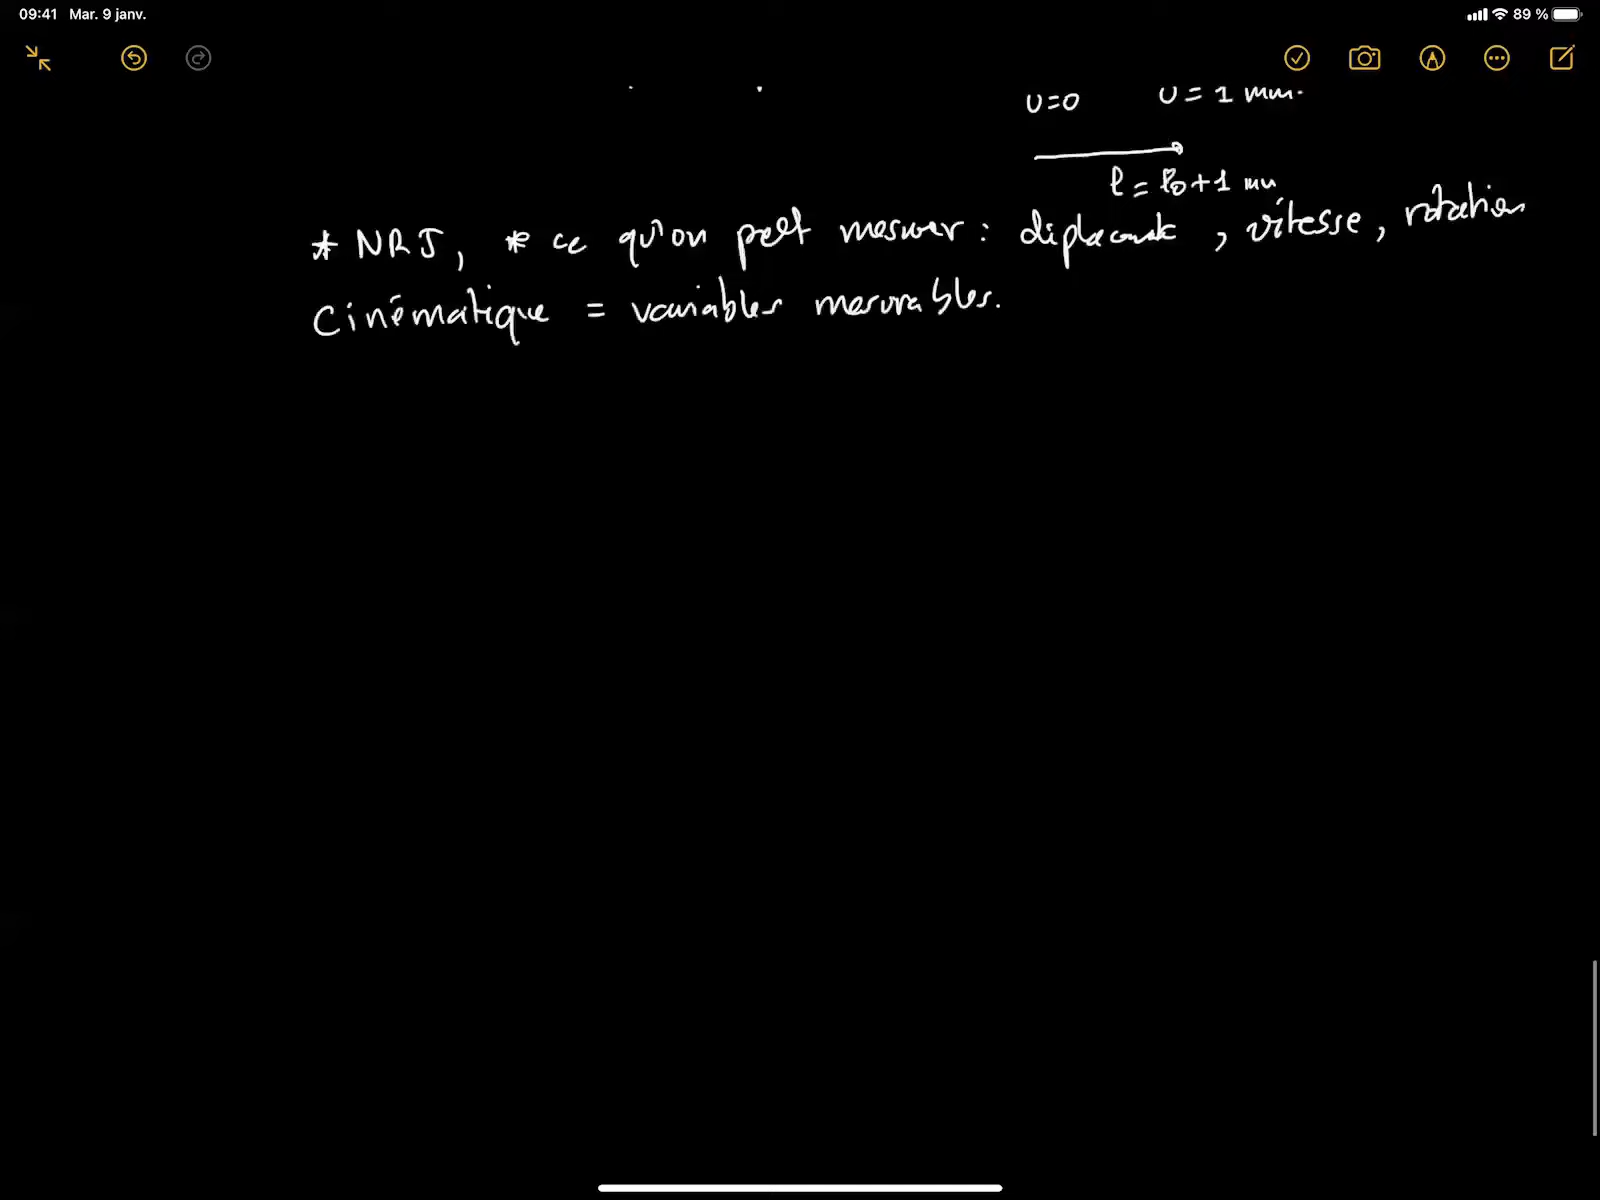 09:41 Mar. 9 janv. 89 %
U=0 U = 1 mm.
l = l0 + 1 mm
* NRJ, * ce qu'on peut mesurer : déplacement, vitesse, rotation
Cinématique = variables mesurables.